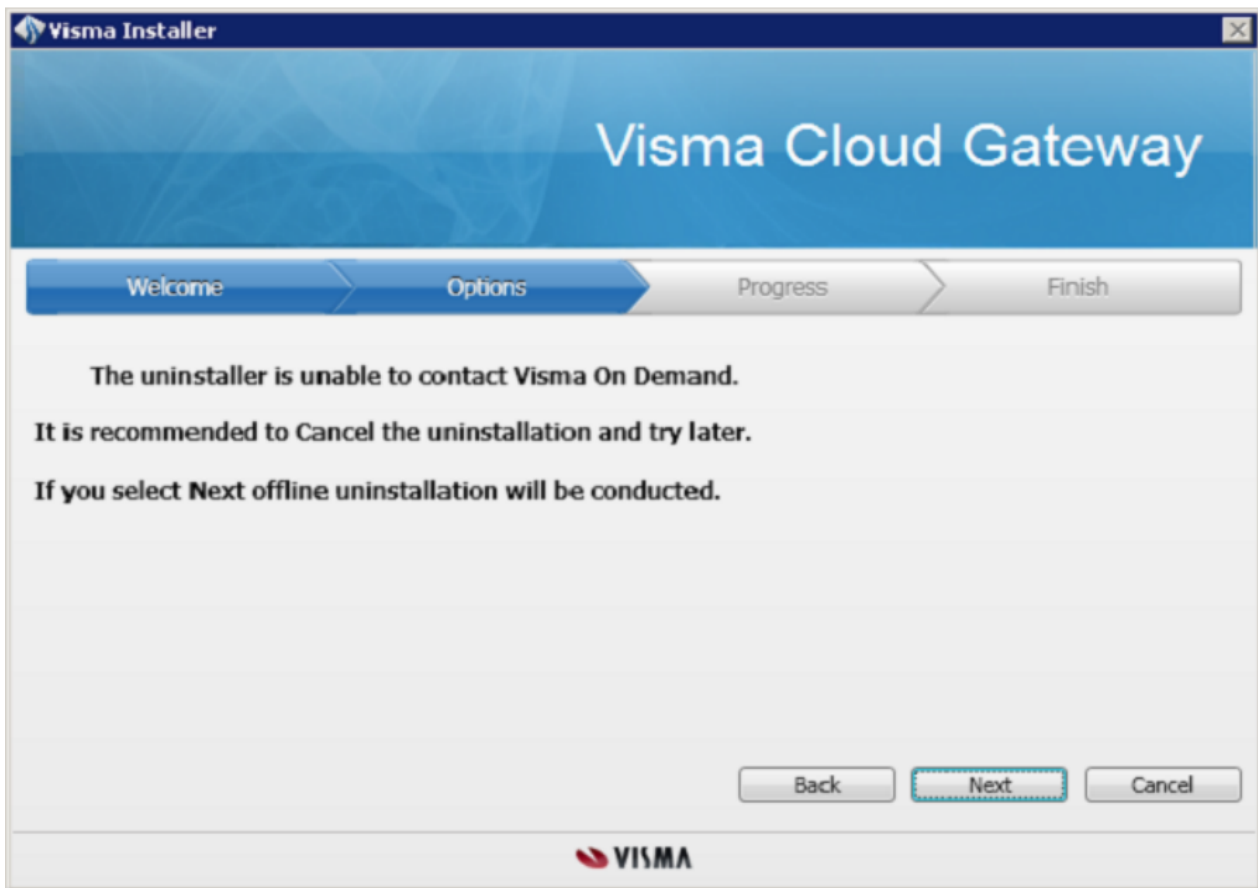 Visma Installer
Visma Cloud Gateway
Welcome
Options
Progress
Finish
The uninstaller is unable to contact Visma On Demand.
It is recommended to Cancel the uninstallation and try later.
If you select Next offline uninstallation will be conducted.
Back
Next
Cancel
VISMA